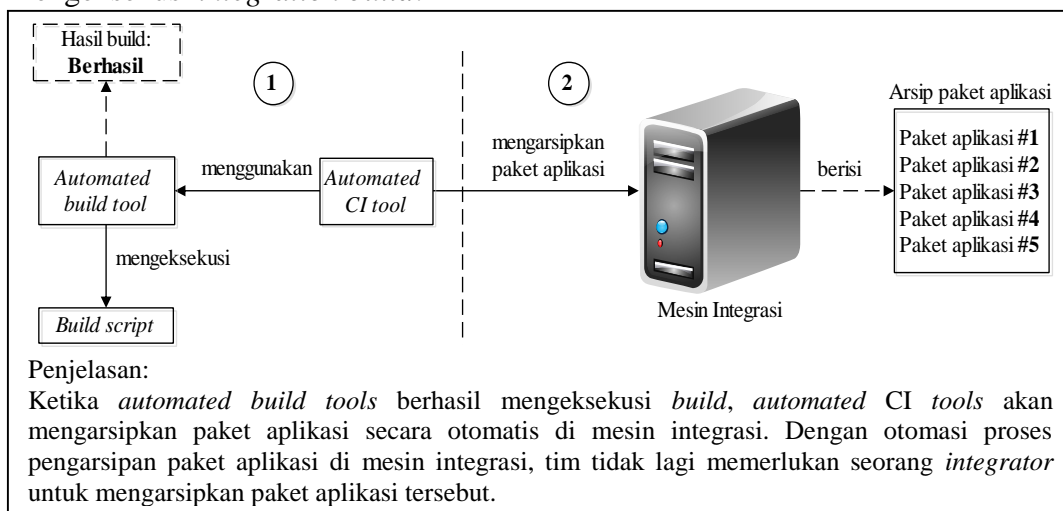 Hasil build:
Berhasil
1
2
Arsip paket aplikasi
mengarsipkan
paket aplikasi
Paket aplikasi #1
Paket aplikasi #2
Paket aplikasi #3
Paket aplikasi #4
Paket aplikasi #5
menggunakan
berisi
Automated
build tool
Automated
CI tool
mengeksekusi
Build script
Mesin Integrasi
Penjelasan:
Ketika automated build tools berhasil mengeksekusi build, automated CI tools akan
mengarsipkan paket aplikasi secara otomatis di mesin integrasi. Dengan otomasi proses
pengarsipan paket aplikasi di mesin integrasi, tim tidak lagi memerlukan seorang integrator
untuk mengarsipkan paket aplikasi tersebut.